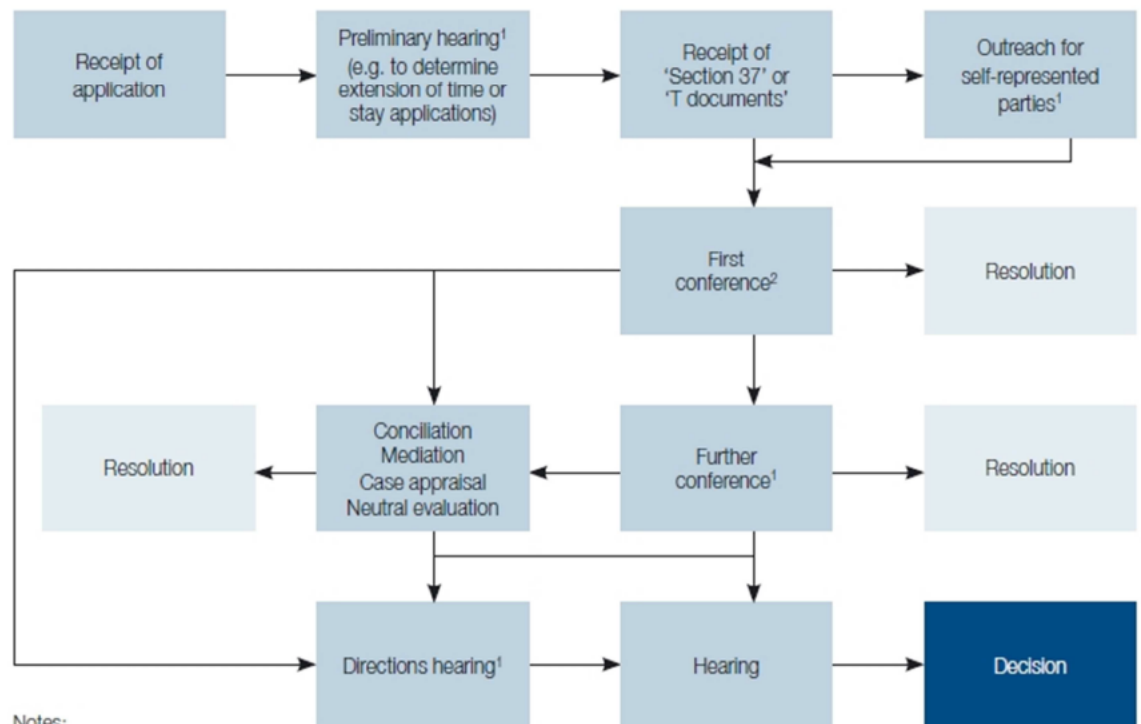 Receipt of
application
Preliminary hearing¹
(e.g. to determine
extension of time or
stay applications)
Receipt of
‘Section 37’ or
‘T documents’
Outreach for
self-represented
parties¹
First
conference²
Resolution
Resolution
Conciliation
Mediation
Case appraisal
Neutral evaluation
Further
conference¹
Resolution
Directions hearing¹
Hearing
Decision
Notes: